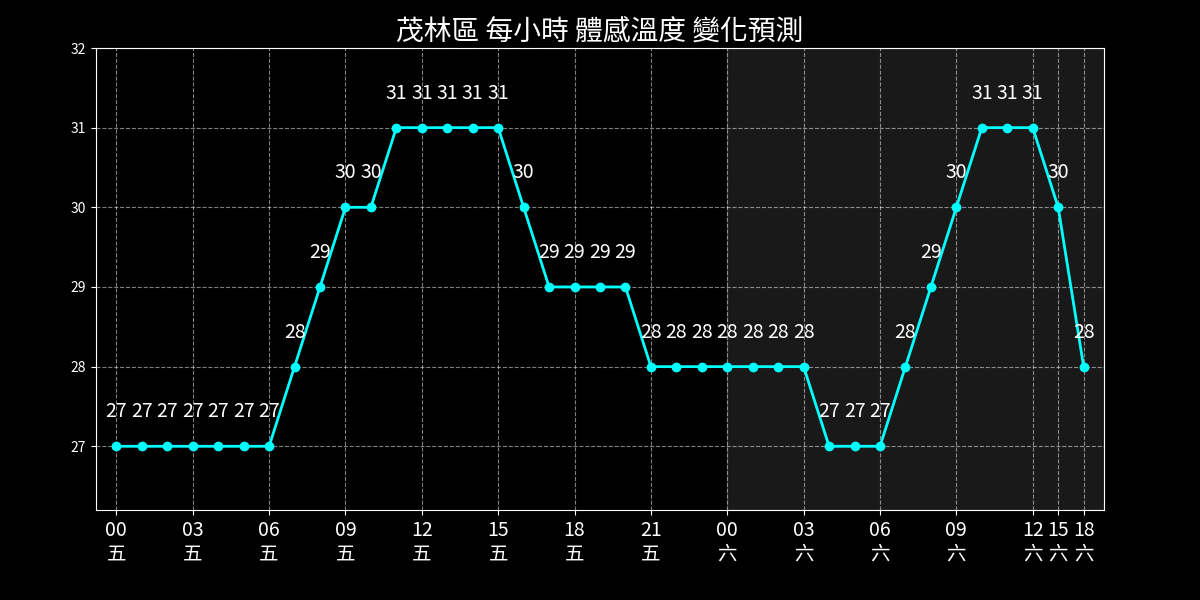 茂林區 每小時 體感溫度 變化預測
32
31 31 31 31 31 31 31 31
31
30 30 30 30 30
30
29 29 29 29 29 29
29
28 28 28 28 28 28 28 28 28 28
28
27 27 27 27 27 27 27 27 27 27
27
00 03 06 09 12 15 18 21 00 03 06 09 12 15 18
五 五 五 五 五 五 五 五 六 六 六 六 六 六 六